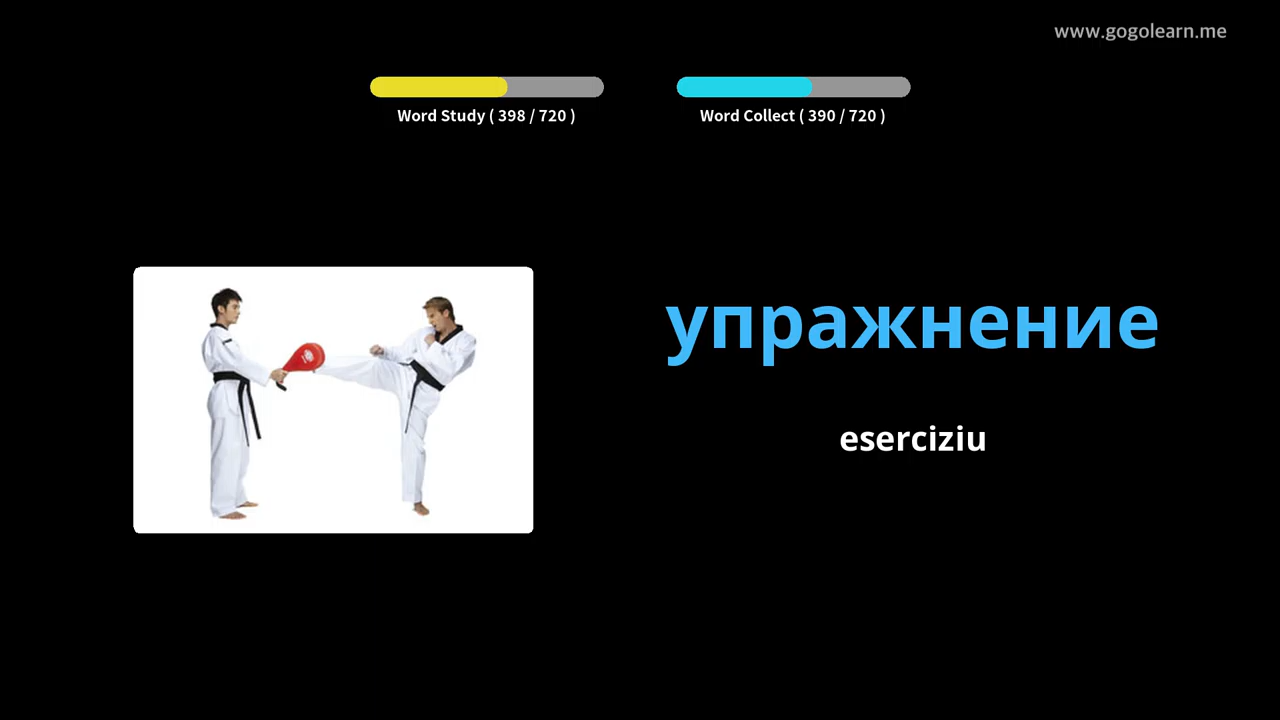 www.gogolearn.me
Word Study ( 398 / 720 )
Word Collect ( 390 / 720 )
упражнение
eserciziu